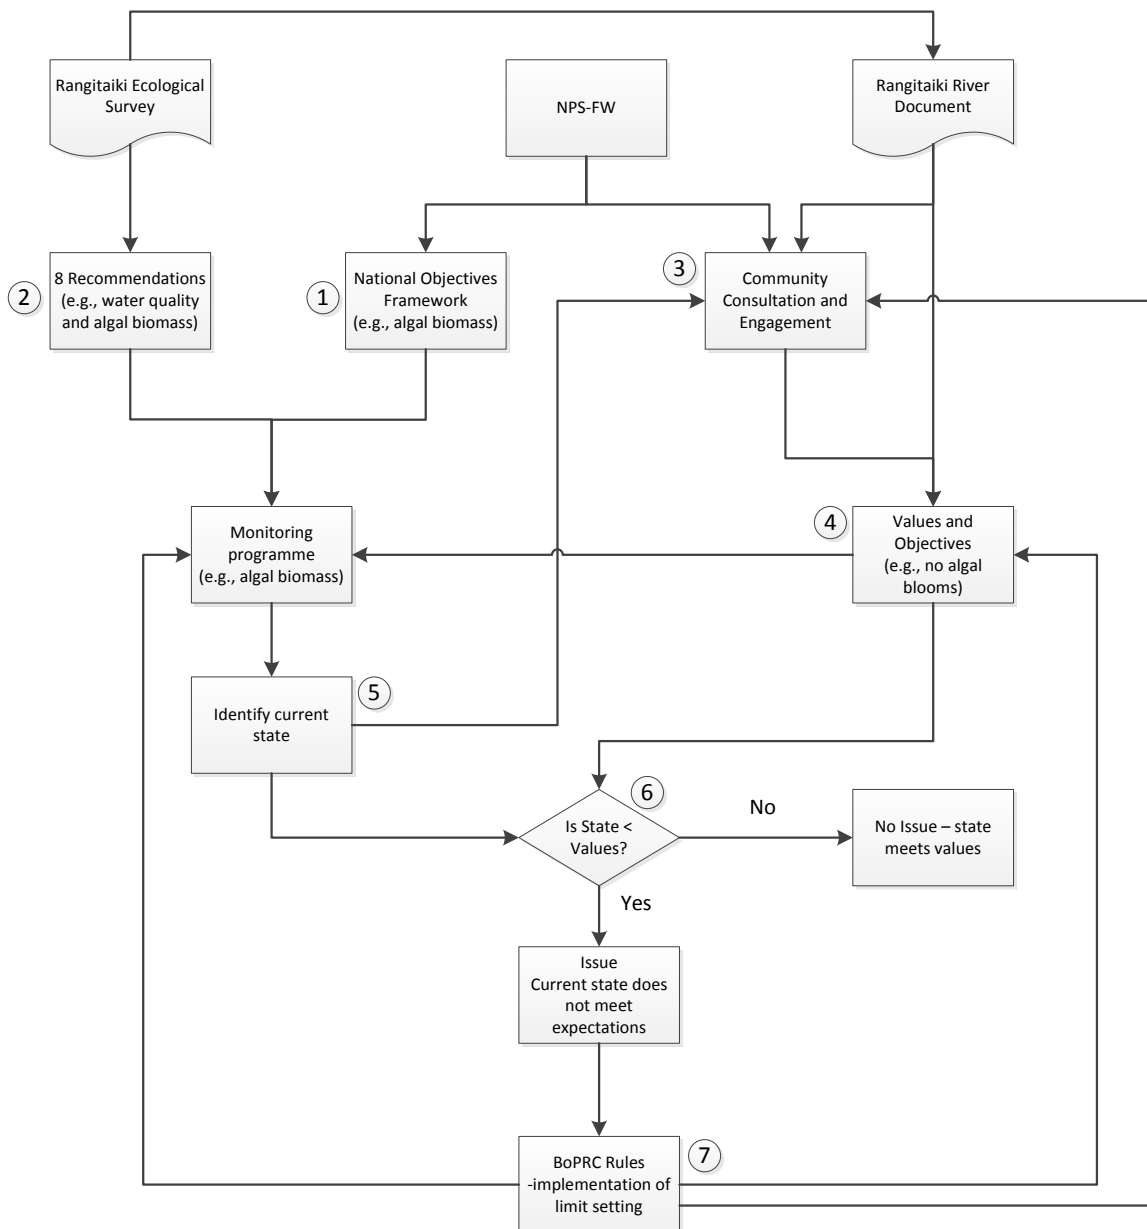 Rangitaiki Ecological
Survey
NPS-FW
Rangitaiki River
Document
2
8 Recommendations
(e.g., water quality
and algal biomass)
1
National Objectives
Framework
(e.g., algal biomass)
3
Community
Consultation and
Engagement
Monitoring
programme
(e.g., algal biomass)
4
Values and
Objectives
(e.g., no algal
blooms)
5
Identify current
state
6
Is State <
Values?
No
No Issue – state
meets values
Yes
Issue
Current state does
not meet
expectations
7
BoPRC Rules
-implementation of
limit setting